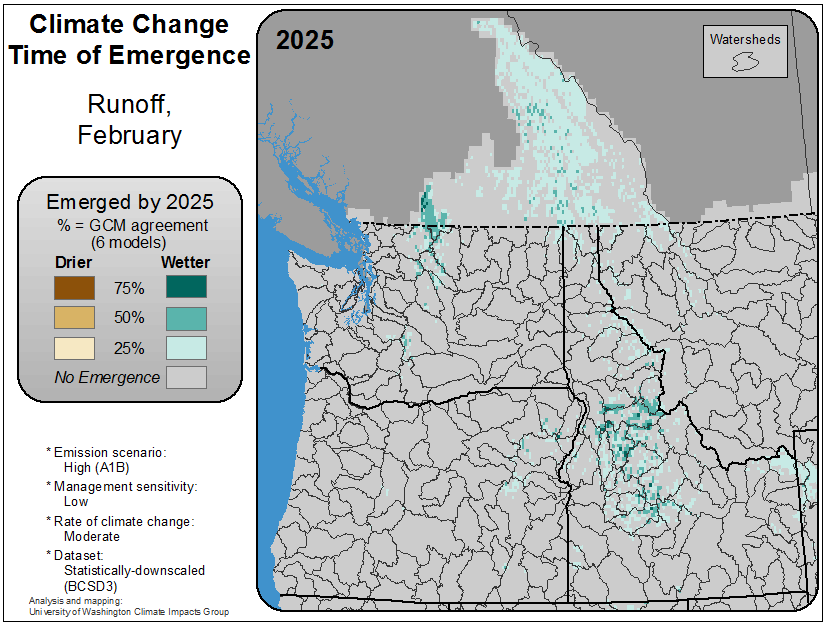 Climate Change
Time of Emergence
Runoff,
February
Emerged by 2025
% = GCM agreement
(6 models)
Drier Wetter
75%
50%
25%
No Emergence
* Emission scenario:
High (A1B)
* Management sensitivity:
Low
* Rate of climate change:
Moderate
* Dataset:
Statistically-downscaled
(BCSD3)
Analysis and mapping:
University of Washington Climate Impacts Group
2025
Watersheds